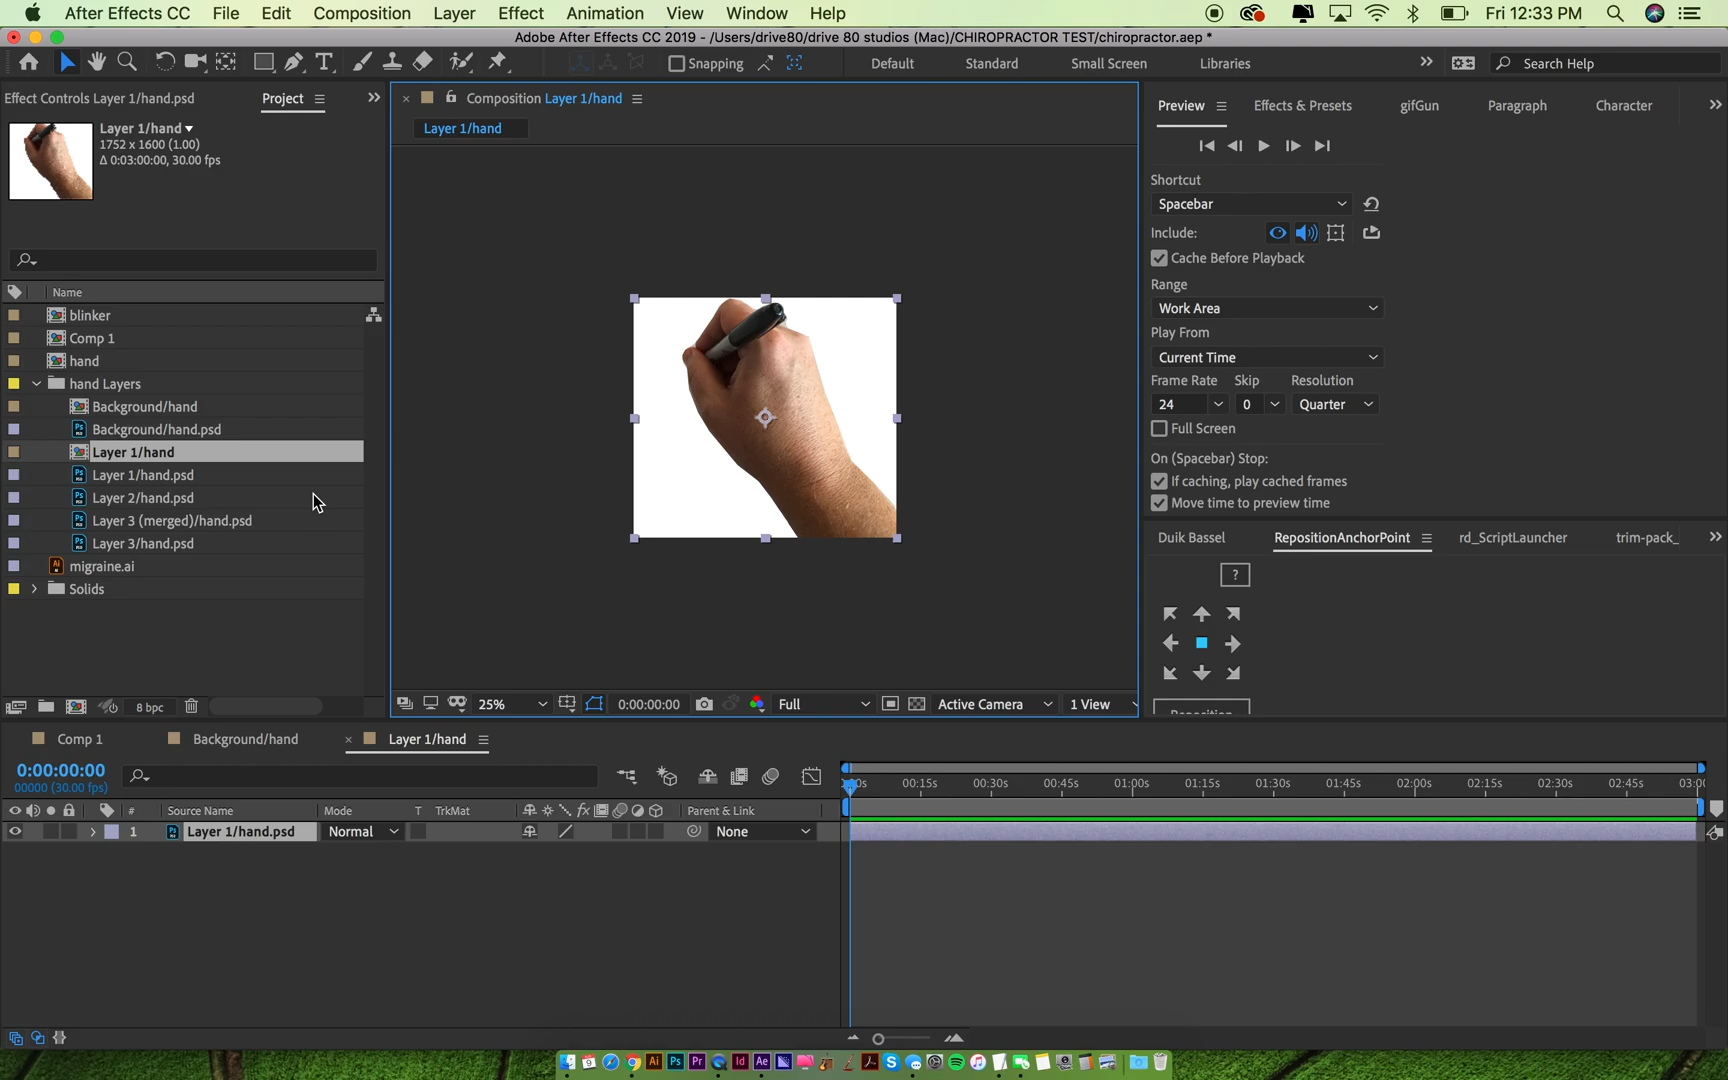 After Effects CC File Edit Composition Layer Effect Animation View Window Help Fri 12:33 PM
Adobe After Effects CC 2019 - /Users/drive80/drive 80 studios (Mac)/CHIROPRACTOR TEST/chiropractor.aep *
Snapping Default Standard Small Screen Libraries Search Help
Effect Controls Layer 1/hand.psd Project
Composition Layer 1/hand
Preview Effects & Presets gifGun Paragraph Character
Layer 1/hand
Layer 1/hand
1752 x 1600 (1.00)
Δ 0:03:00:00, 30.00 fps
Shortcut
Spacebar
Include:
Cache Before Playback
Range
Work Area
Play From
Current Time
Frame Rate Skip Resolution
24 0 Quarter
Full Screen
On (Spacebar) Stop:
If caching, play cached frames
Move time to preview time
Name
blinker
Comp 1
hand
hand Layers
Background/hand
Background/hand.psd
Layer 1/hand
Layer 1/hand.psd
Layer 2/hand.psd
Layer 3 (merged)/hand.psd
Layer 3/hand.psd
migraine.ai
Solids
Duik Bassel RepositionAnchorPoint rd_ScriptLauncher trim-pack_
?
8 bpc
25% 0:00:00:00 Full Active Camera 1 View
Comp 1 Background/hand Layer 1/hand
0:00:00:00
00000 (30.00 fps)
00:15s 00:30s 00:45s 01:00s 01:15s 01:30s 01:45s 02:00s 02:15s 02:30s 02:45s
# Source Name Mode T TrkMat fx Parent & Link
1 Layer 1/hand.psd Normal None